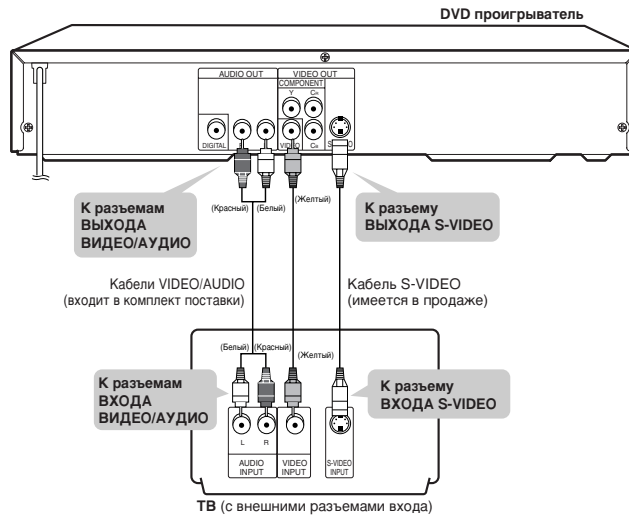 DVD проигрыватель
AUDIO OUT
VIDEO OUT
COMPONENT
Y
CR
DIGITAL
VIDEO
CB
(Красный)
(Белый)
(Желтый)
К разъемам
ВЫХОДА
ВИДЕО/АУДИО
К разъему
ВЫХОДА S-VIDEO
Кабели VIDEO/AUDIO
(входит в комплект поставки)
Кабель S-VIDEO
(имеется в продаже)
(Белый)
(Красный)
(Желтый)
К разъемам
ВХОДА
ВИДЕО/АУДИО
К разъему
ВХОДА S-VIDEO
L
R
AUDIO
INPUT
VIDEO
INPUT
S-VIDEO
INPUT
ТВ (с внешними разъемами входа)